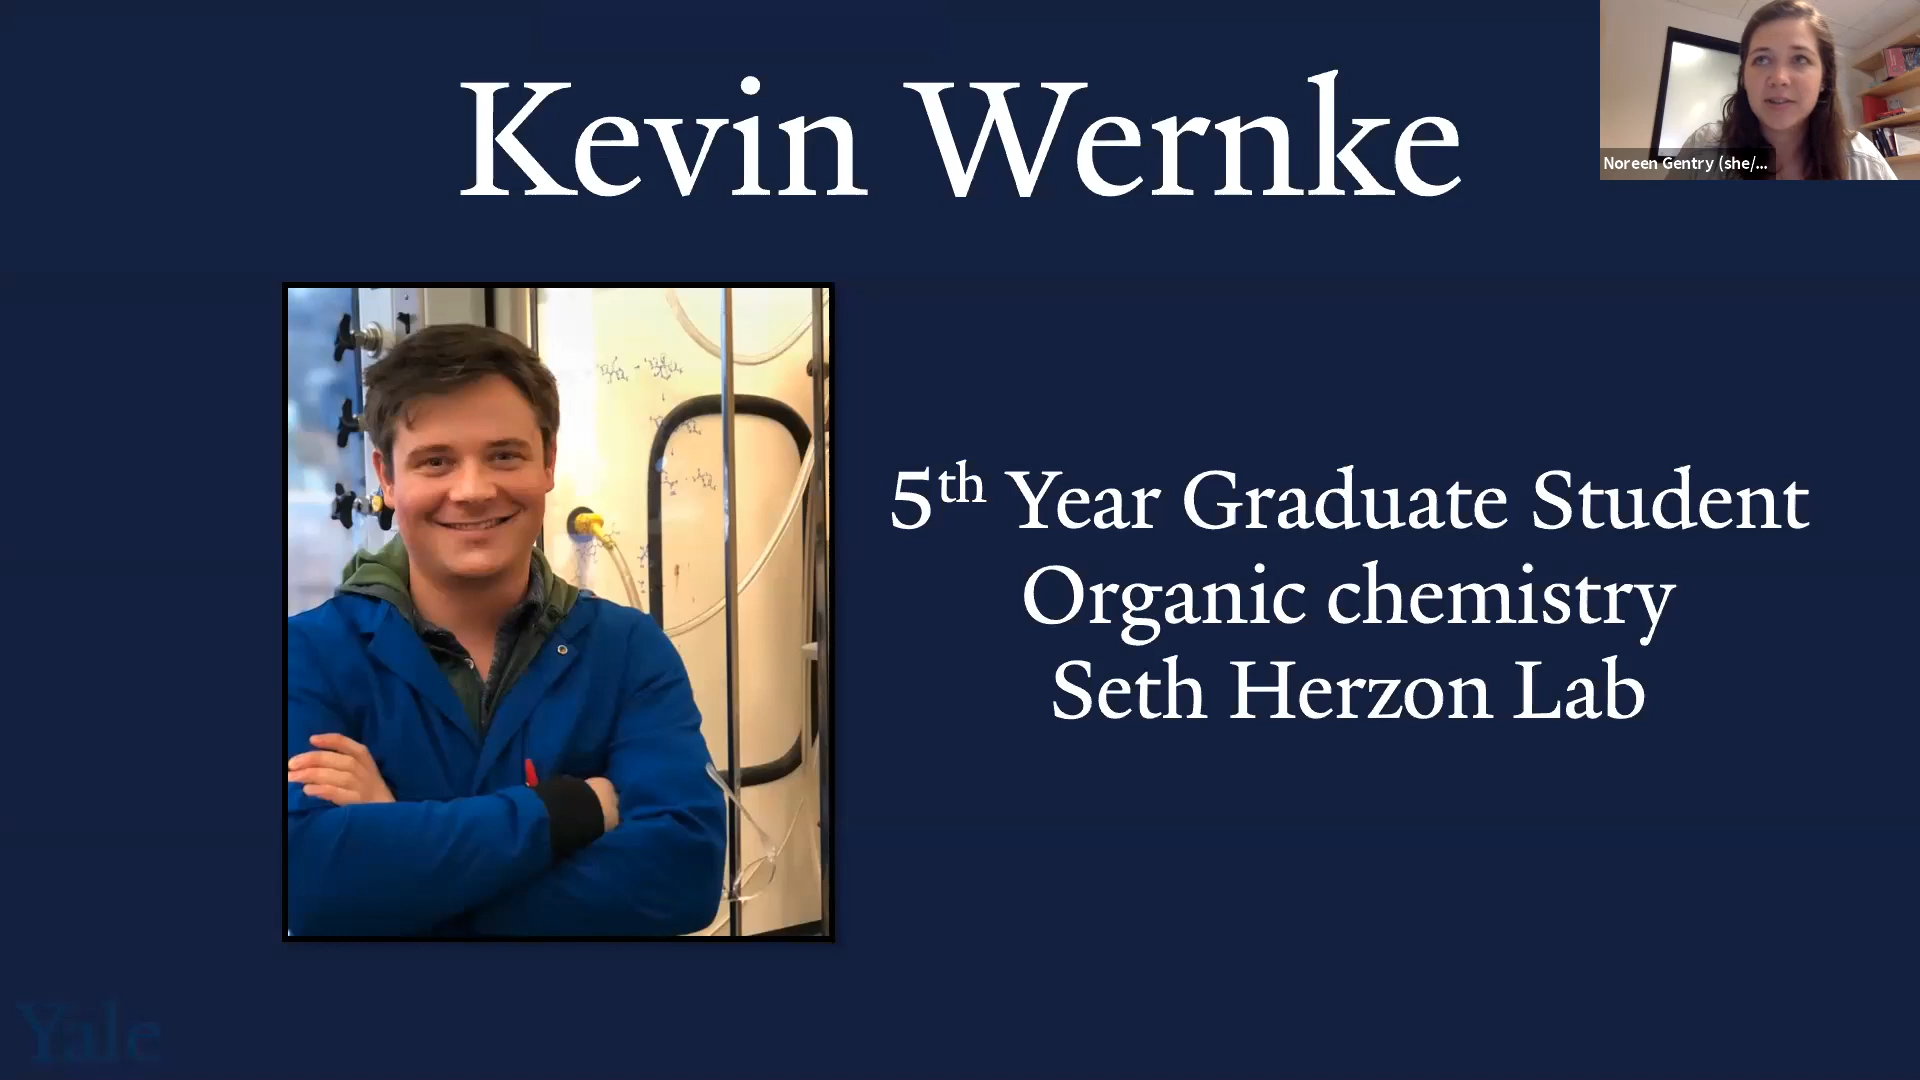 Kevin Wernke
Noreen Gentry (she/...
5th Year Graduate Student
Organic chemistry
Seth Herzon Lab
Yale